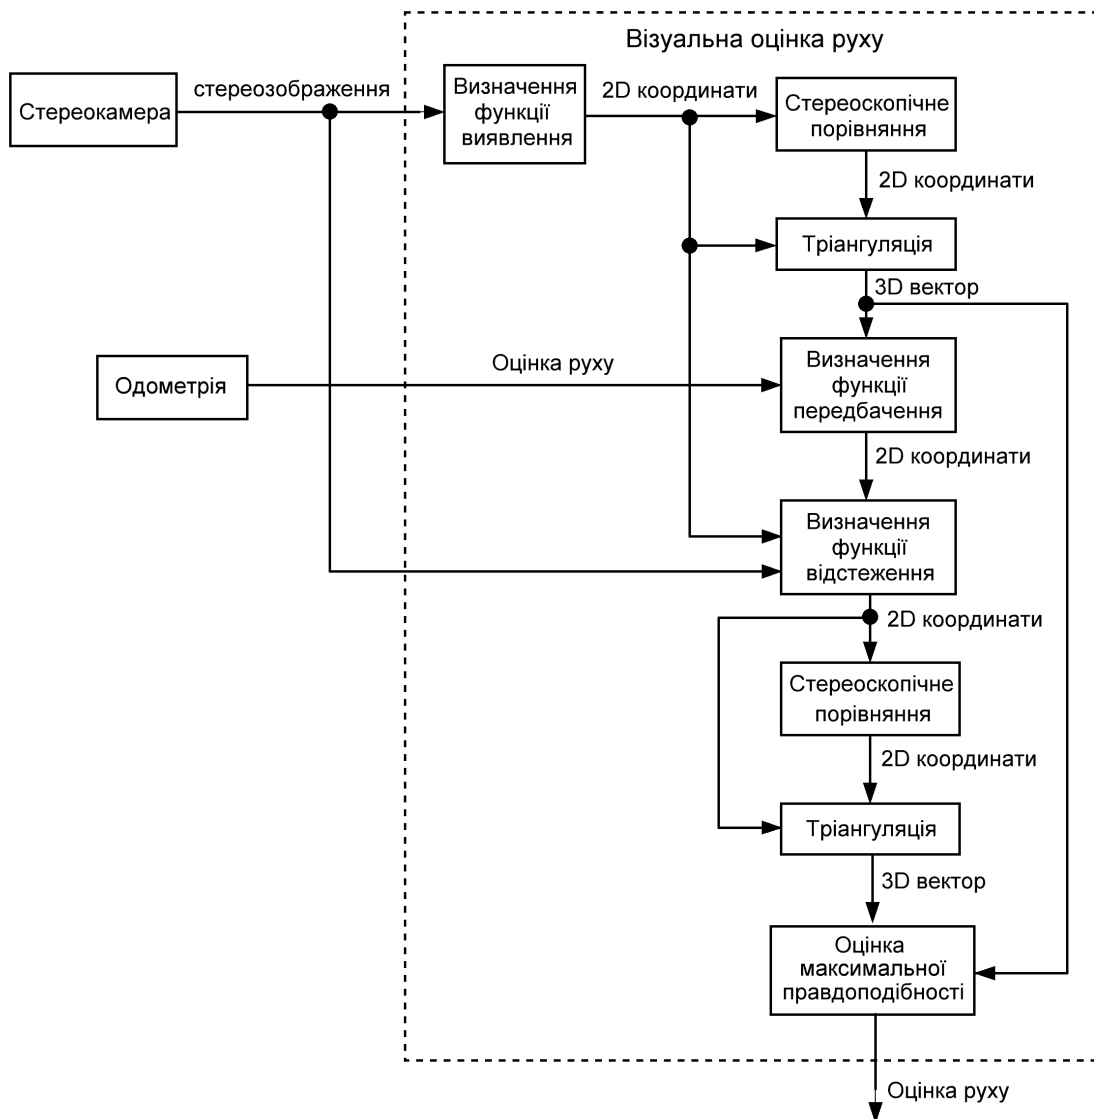 Візуальна оцінка руху
Стереокамера
стереозображення
Визначення
функції
виявлення
2D координати
Стереоскопічне
порівняння
2D координати
Тріангуляція
3D вектор
Одометрія
Оцінка руху
Визначення
функції
передбачення
2D координати
Визначення
функції
відстеження
2D координати
Стереоскопічне
порівняння
2D координати
Тріангуляція
3D вектор
Оцінка
максимальної
правдоподібності
Оцінка руху